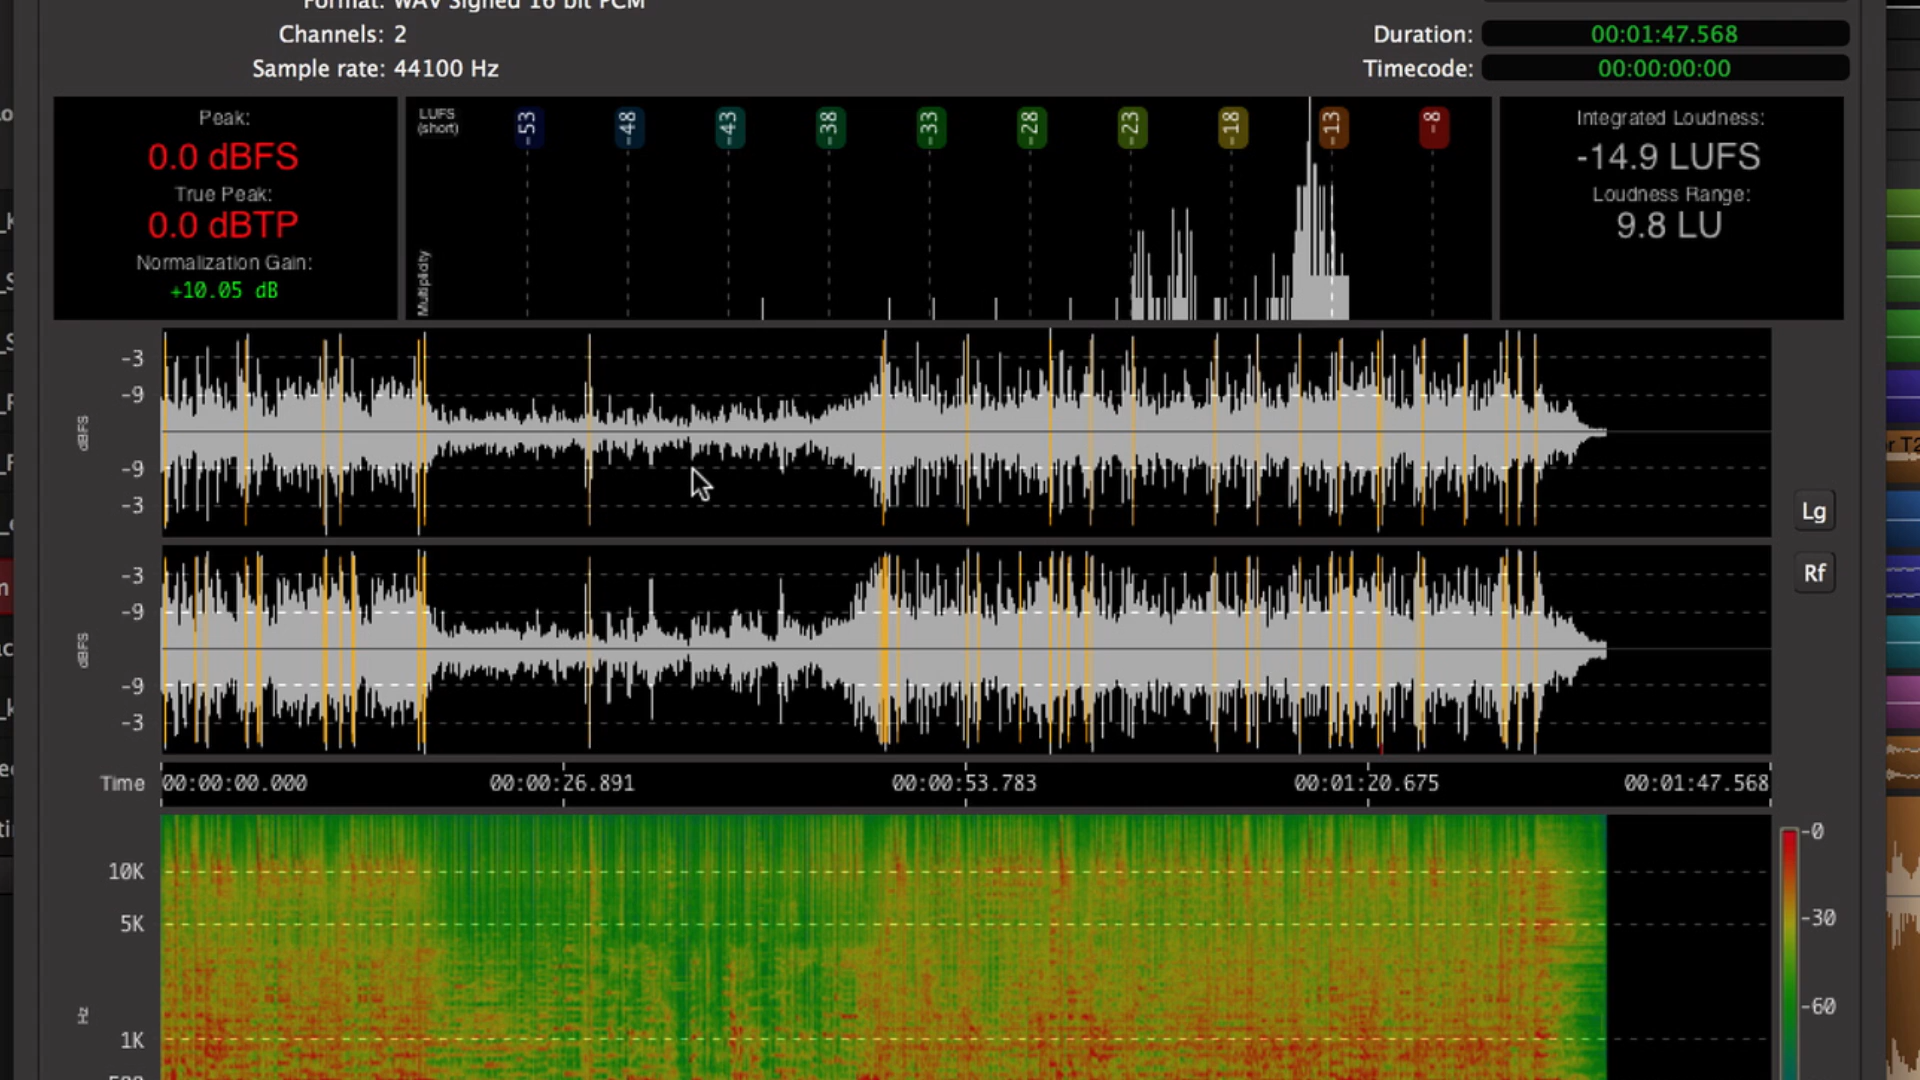 Format: WAV Signed 16 bit PCM
Channels: 2
Sample rate: 44100 Hz
Duration: 00:01:47.568
Timecode: 00:00:00:00
Peak:
0.0 dBFS
True Peak:
0.0 dBTP
Normalization Gain:
+10.05 dB
LUFS
(short)
-53
-48
-43
-38
-33
-28
-23
-18
-13
-8
Multiplicity
Integrated Loudness:
-14.9 LUFS
Loudness Range:
9.8 LU
-3
-9
dBFS
-9
-3
Lg
-3
-9
dBFS
-9
-3
Rf
Time 00:00:00.000 00:00:26.891 00:00:53.783 00:01:20.675 00:01:47.568
10K
5K
Hz
1K
-0
-30
-60